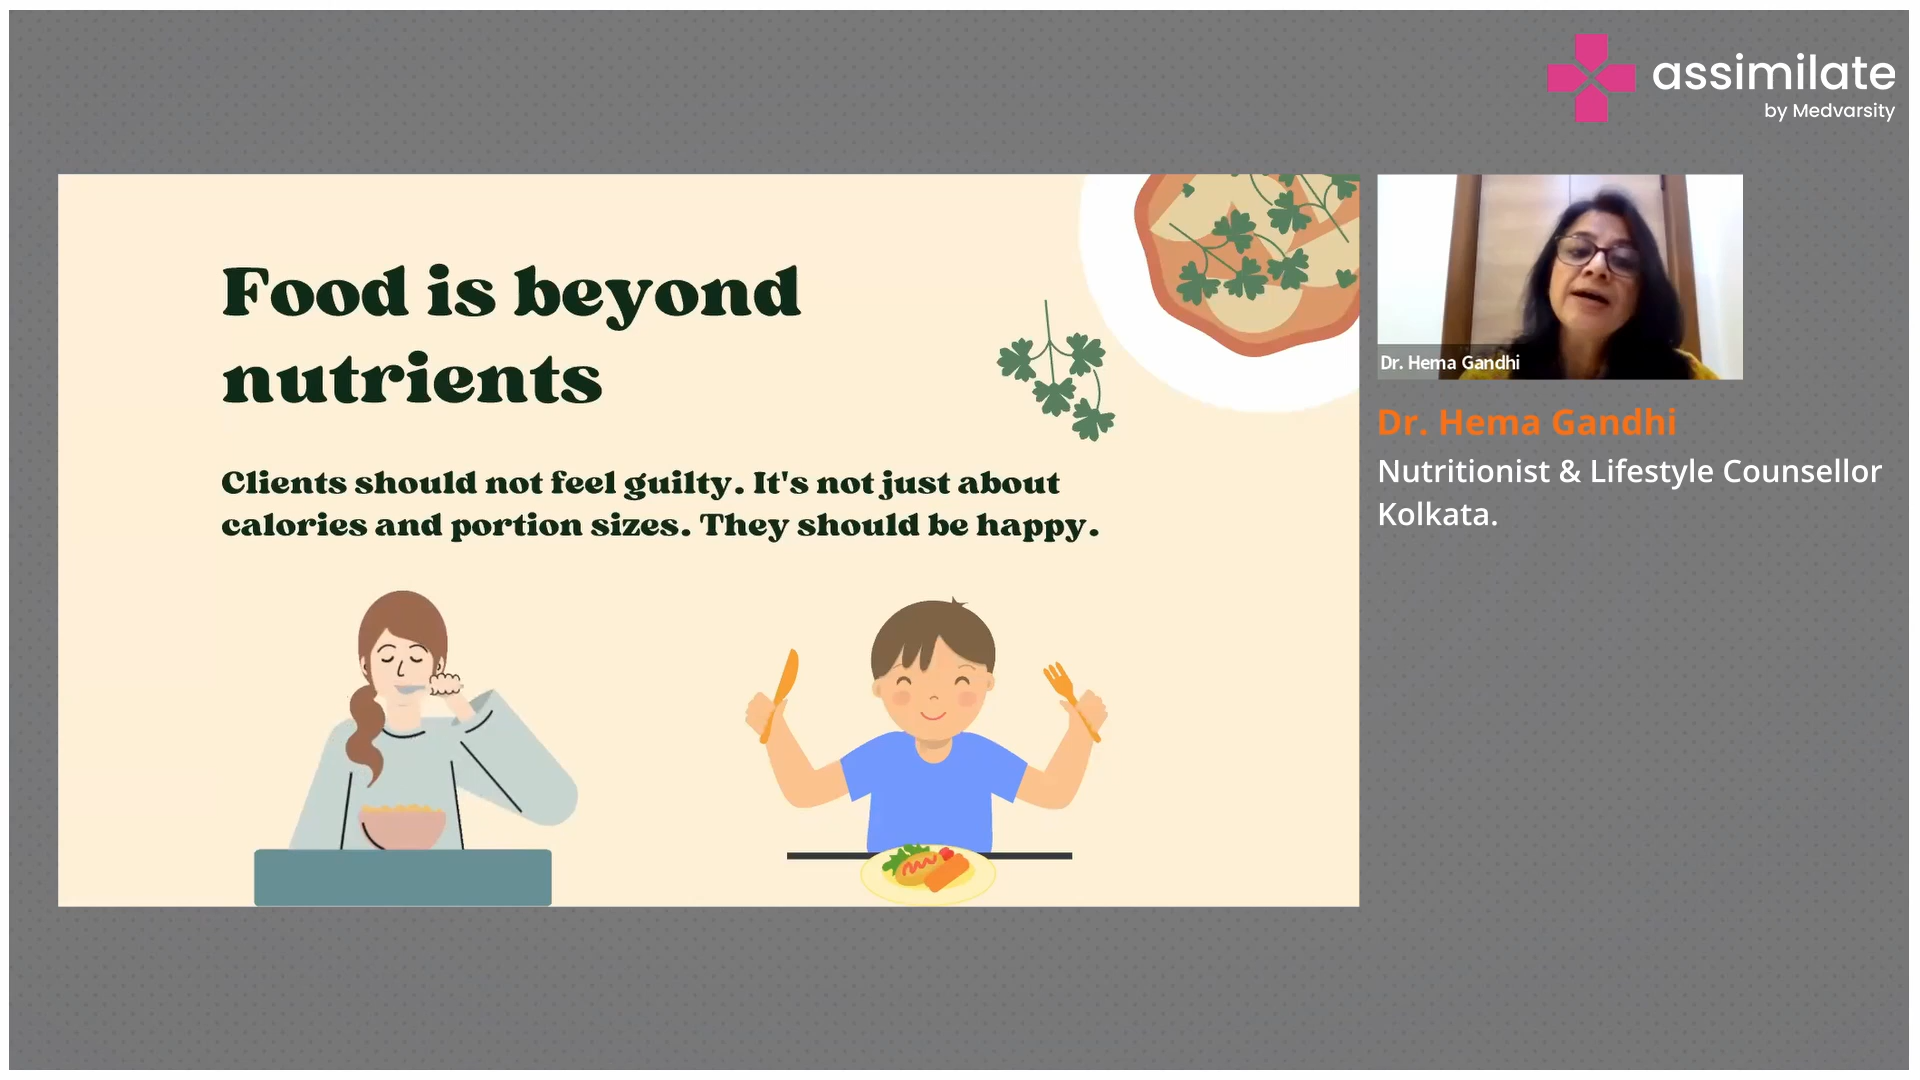 assimilate
by Medvarsity
Food is beyond
nutrients
Clients should not feel guilty. It's not just about
calories and portion sizes. They should be happy.
Dr. Hema Gandhi
Dr. Hema Gandhi
Nutritionist & Lifestyle Counsellor
Kolkata.